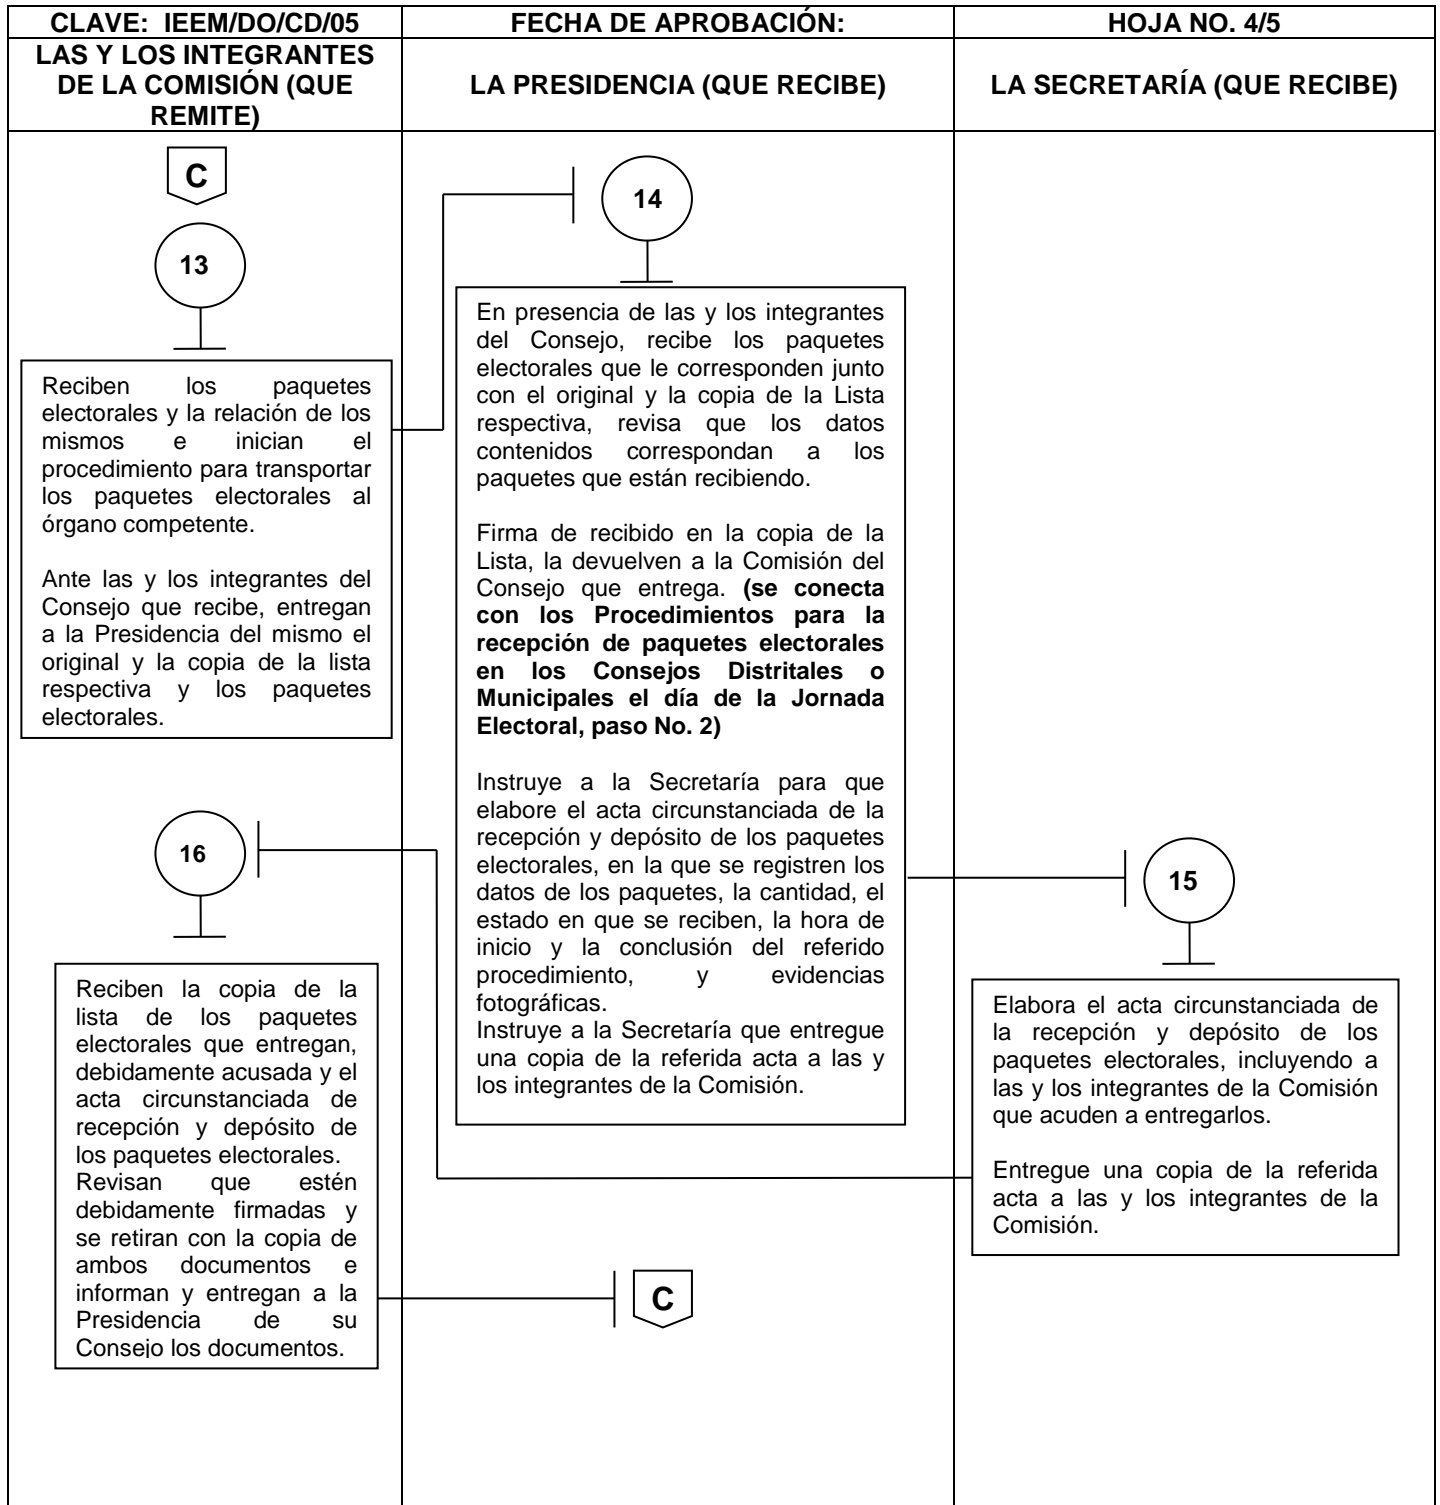 CLAVE: IEEM/DO/CD/05
FECHA DE APROBACIÓN:
HOJA NO. 4/5
LAS Y LOS INTEGRANTES
DE LA COMISIÓN (QUE
REMITE)
LA PRESIDENCIA (QUE RECIBE)
LA SECRETARÍA (QUE RECIBE)
C
13
Reciben los paquetes
electorales y la relación de los
mismos e inician el
procedimiento para transportar
los paquetes electorales al
órgano competente.
Ante las y los integrantes del
Consejo que recibe, entregan
a la Presidencia del mismo el
original y la copia de la lista
respectiva y los paquetes
electorales.
14
En presencia de las y los integrantes
del Consejo, recibe los paquetes
electorales que le corresponden junto
con el original y la copia de la Lista
respectiva, revisa que los datos
contenidos correspondan a los
paquetes que están recibiendo.
Firma de recibido en la copia de la
Lista, la devuelven a la Comisión del
Consejo que entrega. (se conecta
con los Procedimientos para la
recepción de paquetes electorales
en los Consejos Distritales o
Municipales el día de la Jornada
Electoral, paso No. 2)
Instruye a la Secretaría para que
elabore el acta circunstanciada de la
recepción y depósito de los paquetes
electorales, en la que se registren los
datos de los paquetes, la cantidad, el
estado en que se reciben, la hora de
inicio y la conclusión del referido
procedimiento, y evidencias
fotográficas.
Instruye a la Secretaría que entregue
una copia de la referida acta a las y
los integrantes de la Comisión.
15
Elabora el acta circunstanciada de
la recepción y depósito de los
paquetes electorales, incluyendo a
las y los integrantes de la Comisión
que acuden a entregarlos.
Entregue una copia de la referida
acta a las y los integrantes de la
Comisión.
16
Reciben la copia de la
lista de los paquetes
electorales que entregan,
debidamente acusada y el
acta circunstanciada de
recepción y depósito de
los paquetes electorales.
Revisan que estén
debidamente firmadas y
se retiran con la copia de
ambos documentos e
informan y entregan a la
Presidencia de su
Consejo los documentos.
C